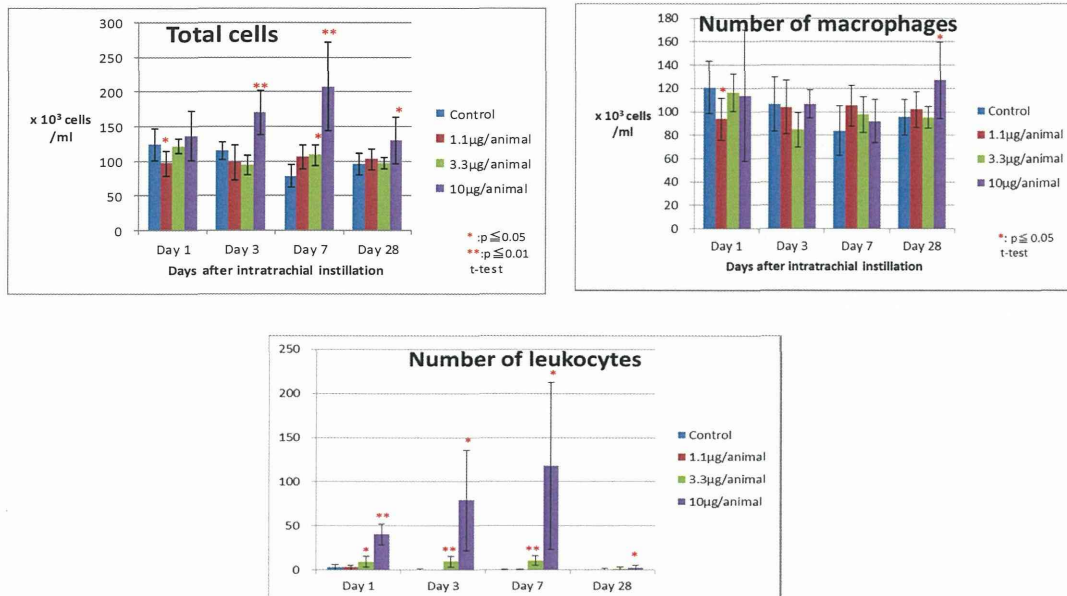 Total cells
300
250
200
150
100
50
0
x 10³ cells
/ml
*
**
*
**
*
Control
1.1µg/animal
3.3µg/animal
10µg/animal
Day 1 Day 3 Day 7 Day 28
Days after intratrachial instillation
* :p≦0.05
**:p≦0.01
t-test
Number of macrophages
180
160
140
120
100
80
60
40
20
0
x 10³ cells
/ml
*
*
Control
1.1µg/animal
3.3µg/animal
10µg/animal
Day 1 Day 3 Day 7 Day 28
Days after intratrachial instillation
*: p≦0.05
t-test
Number of leukocytes
250
200
150
100
50
0
*
**
**
*
**
*
*
Control
1.1µg/animal
3.3µg/animal
10µg/animal
Day 1 Day 3 Day 7 Day 28